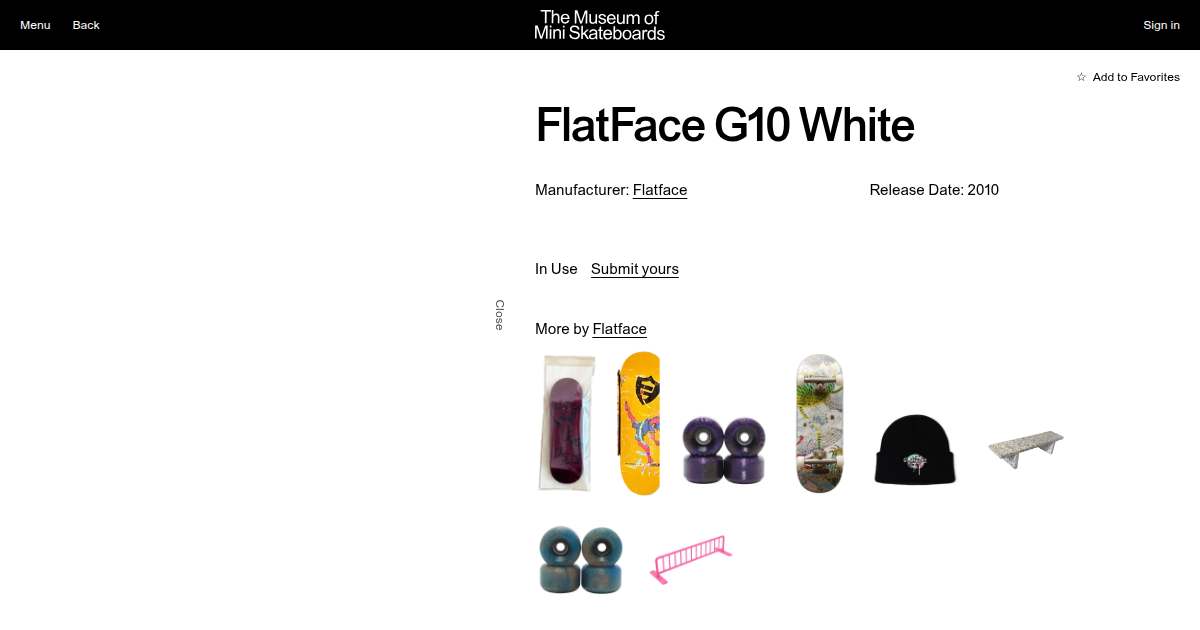 Menu
Back
The Museum of
Mini Skateboards
Sign in
☆ Add to Favorites
FlatFace G10 White
Manufacturer: Flatface
Release Date: 2010
In Use Submit yours
Close
More by Flatface